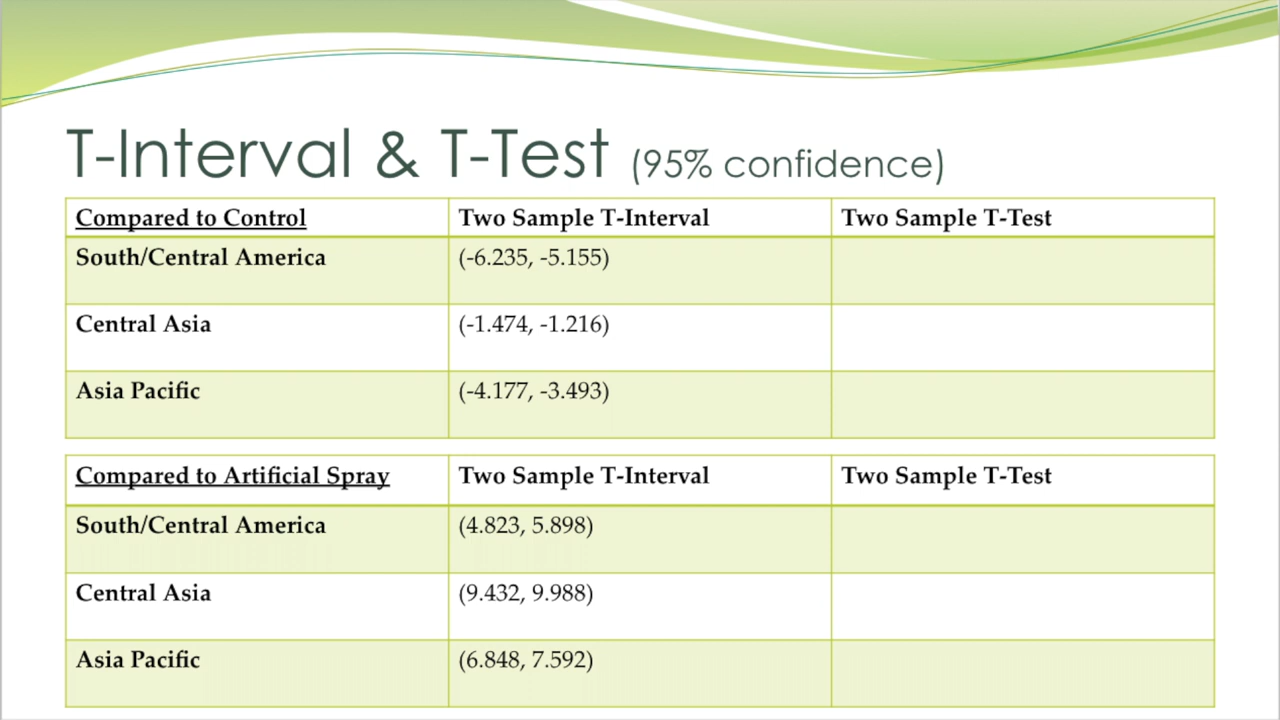 T-Interval & T-Test (95% confidence)
Compared to Control Two Sample T-Interval Two Sample T-Test
South/Central America (-6.235, -5.155)
Central Asia (-1.474, -1.216)
Asia Pacific (-4.177, -3.493)
Compared to Artificial Spray Two Sample T-Interval Two Sample T-Test
South/Central America (4.823, 5.898)
Central Asia (9.432, 9.988)
Asia Pacific (6.848, 7.592)